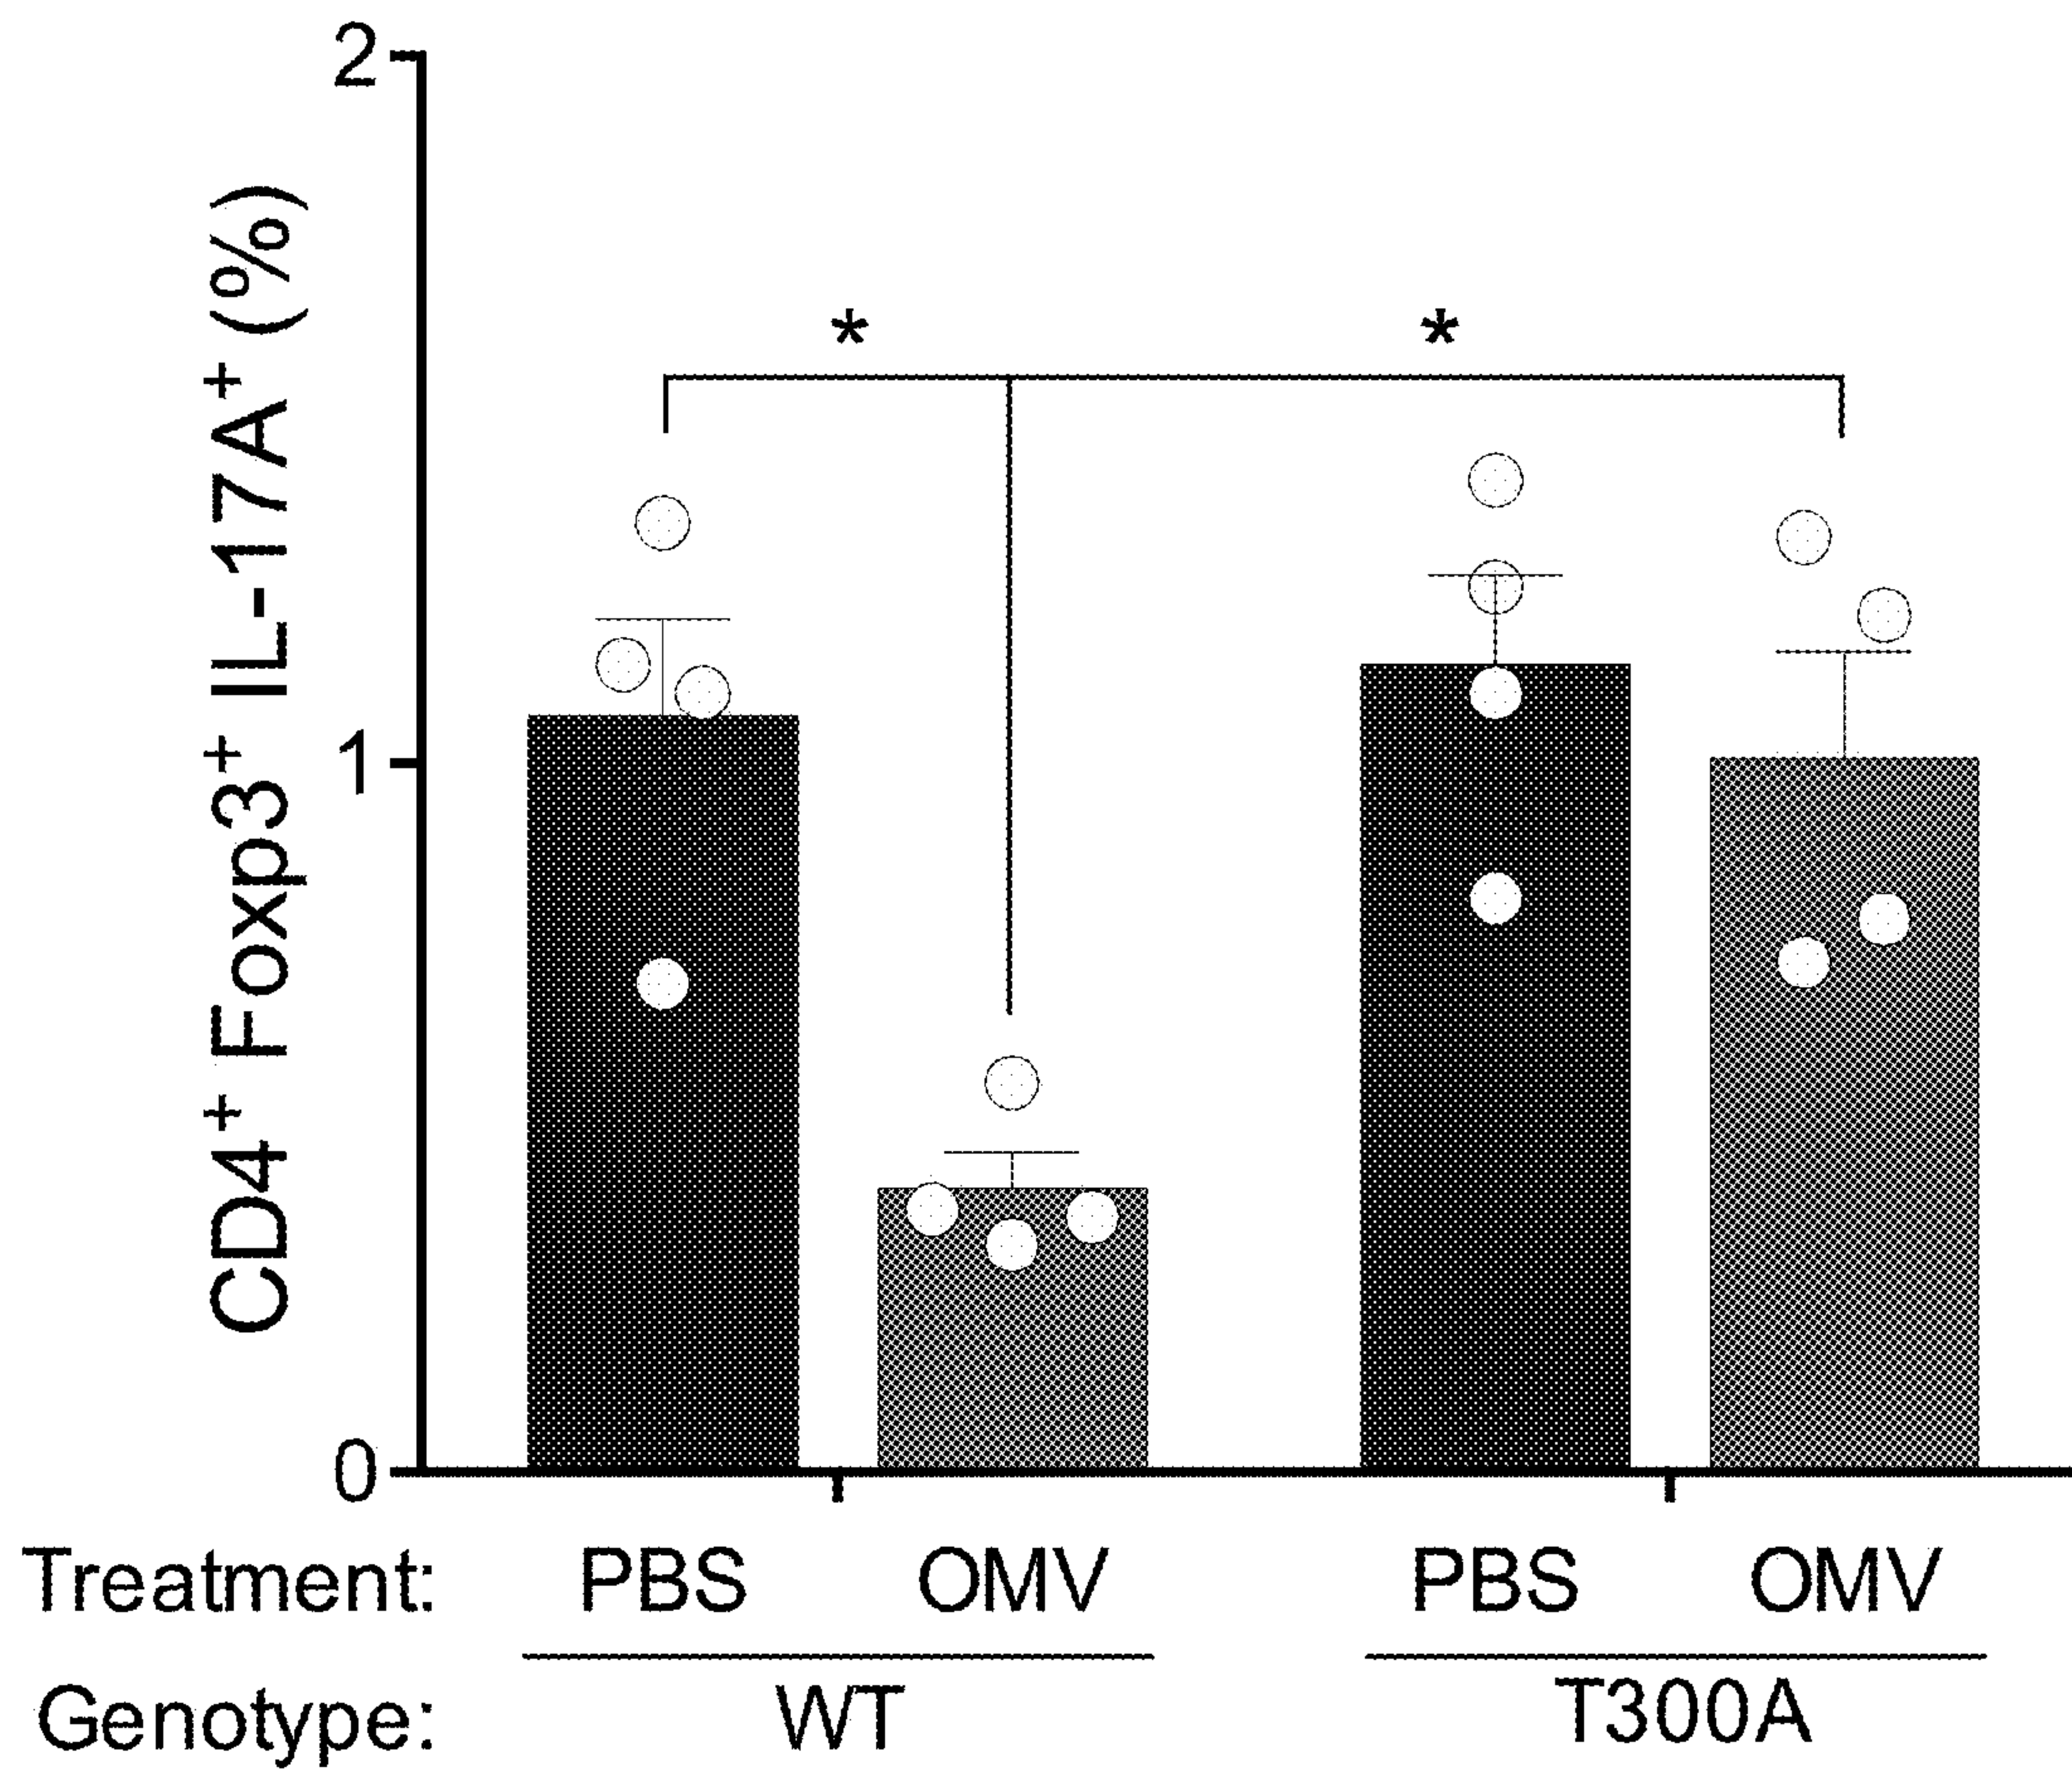 CD4⁺ Foxp3⁺ IL-17A⁺ (%)
2
1
0
* *
Treatment: PBS OMV PBS OMV
Genotype: WT T300A